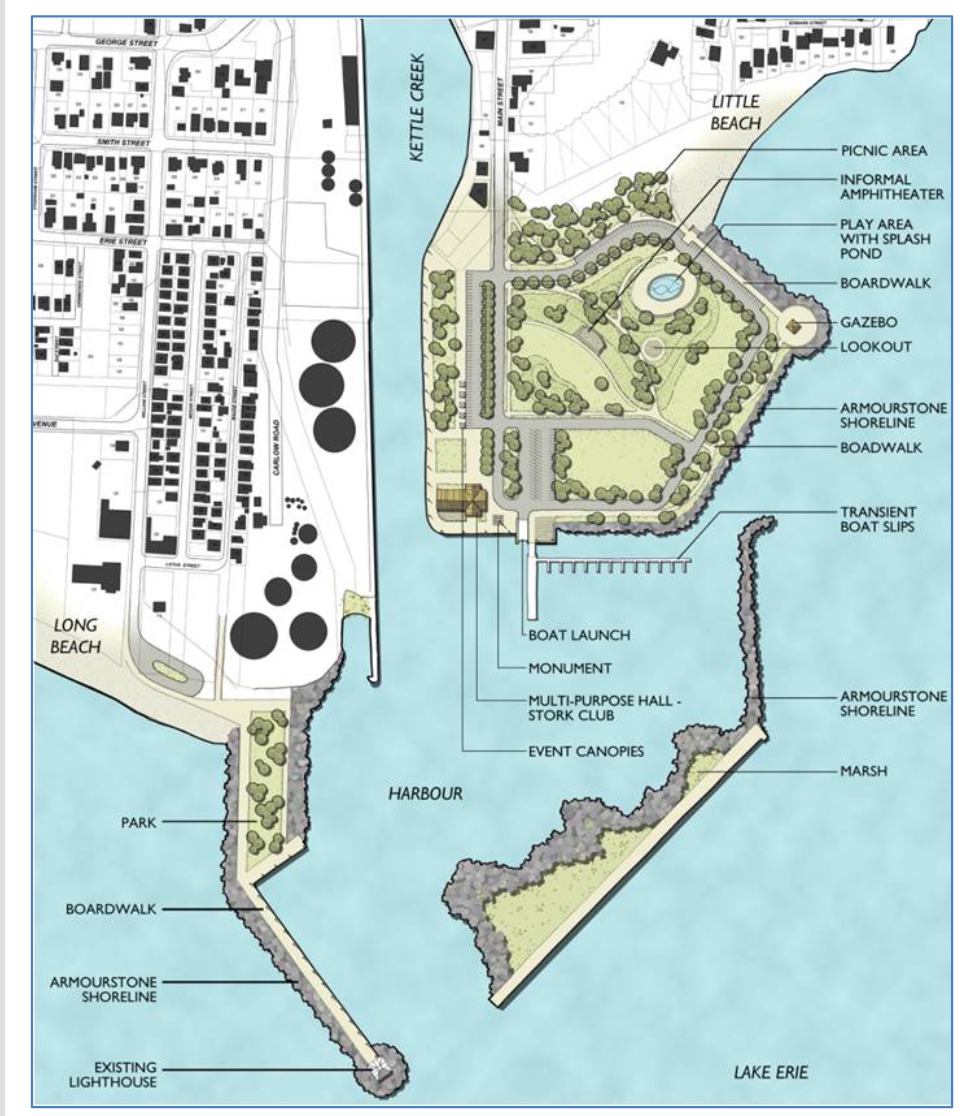 EDWARD STREET
GEORGE STREET
KETTLE CREEK
MAIN STREET
LITTLE
BEACH
SMITH STREET
PICNIC AREA
INFORMAL
AMPHITHEATER
PLAY AREA
WITH SPLASH
POND
ERIE STREET
BOARDWALK
GAZEBO
LOOKOUT
ARMOURSTONE
SHORELINE
VENUE
CARLOW ROAD
BOADWALK
TRANSIENT
BOAT SLIPS
LOTUS STREET
LONG
BEACH
BOAT LAUNCH
MONUMENT
MULTI-PURPOSE HALL -
STORK CLUB
EVENT CANOPIES
ARMOURSTONE
SHORELINE
MARSH
HARBOUR
PARK
BOARDWALK
ARMOURSTONE
SHORELINE
EXISTING
LIGHTHOUSE
LAKE ERIE